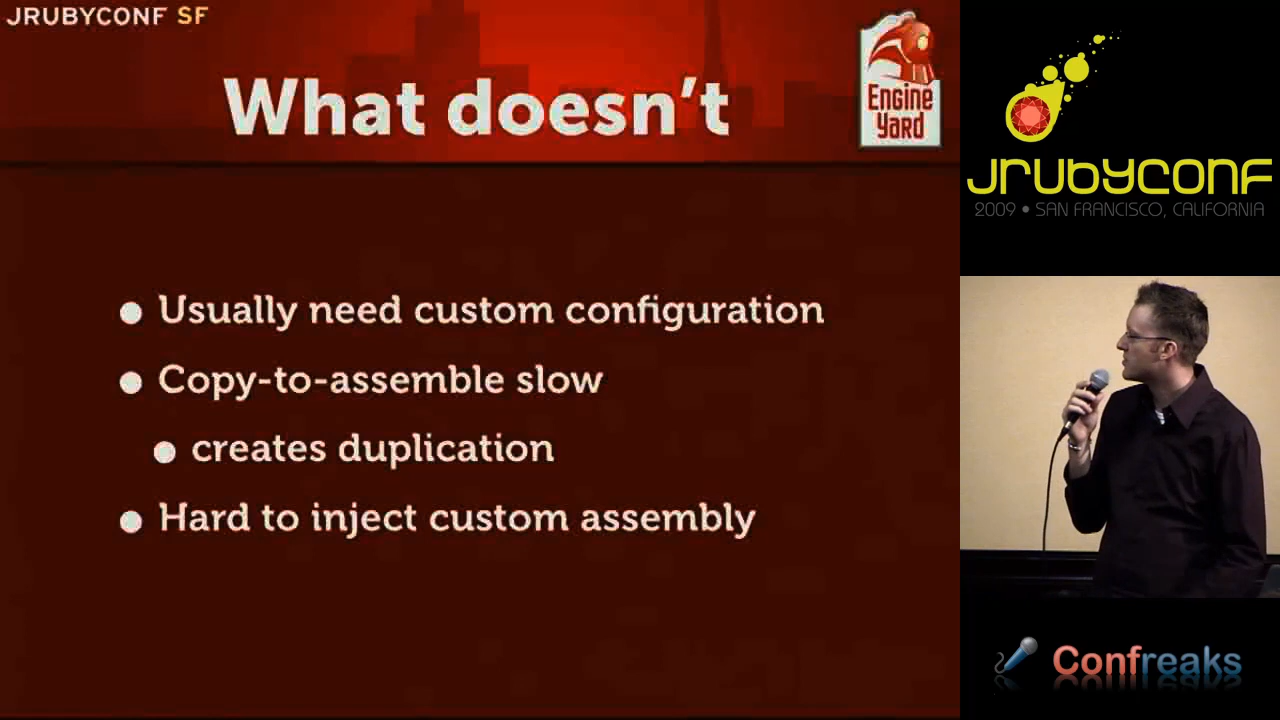 JRUBYCONF SF
What doesn't
Engine
Yard
• Usually need custom configuration
• Copy-to-assemble slow
• creates duplication
• Hard to inject custom assembly
JRUBYCONF
2009 • SAN FRANCISCO, CALIFORNIA
Confreaks